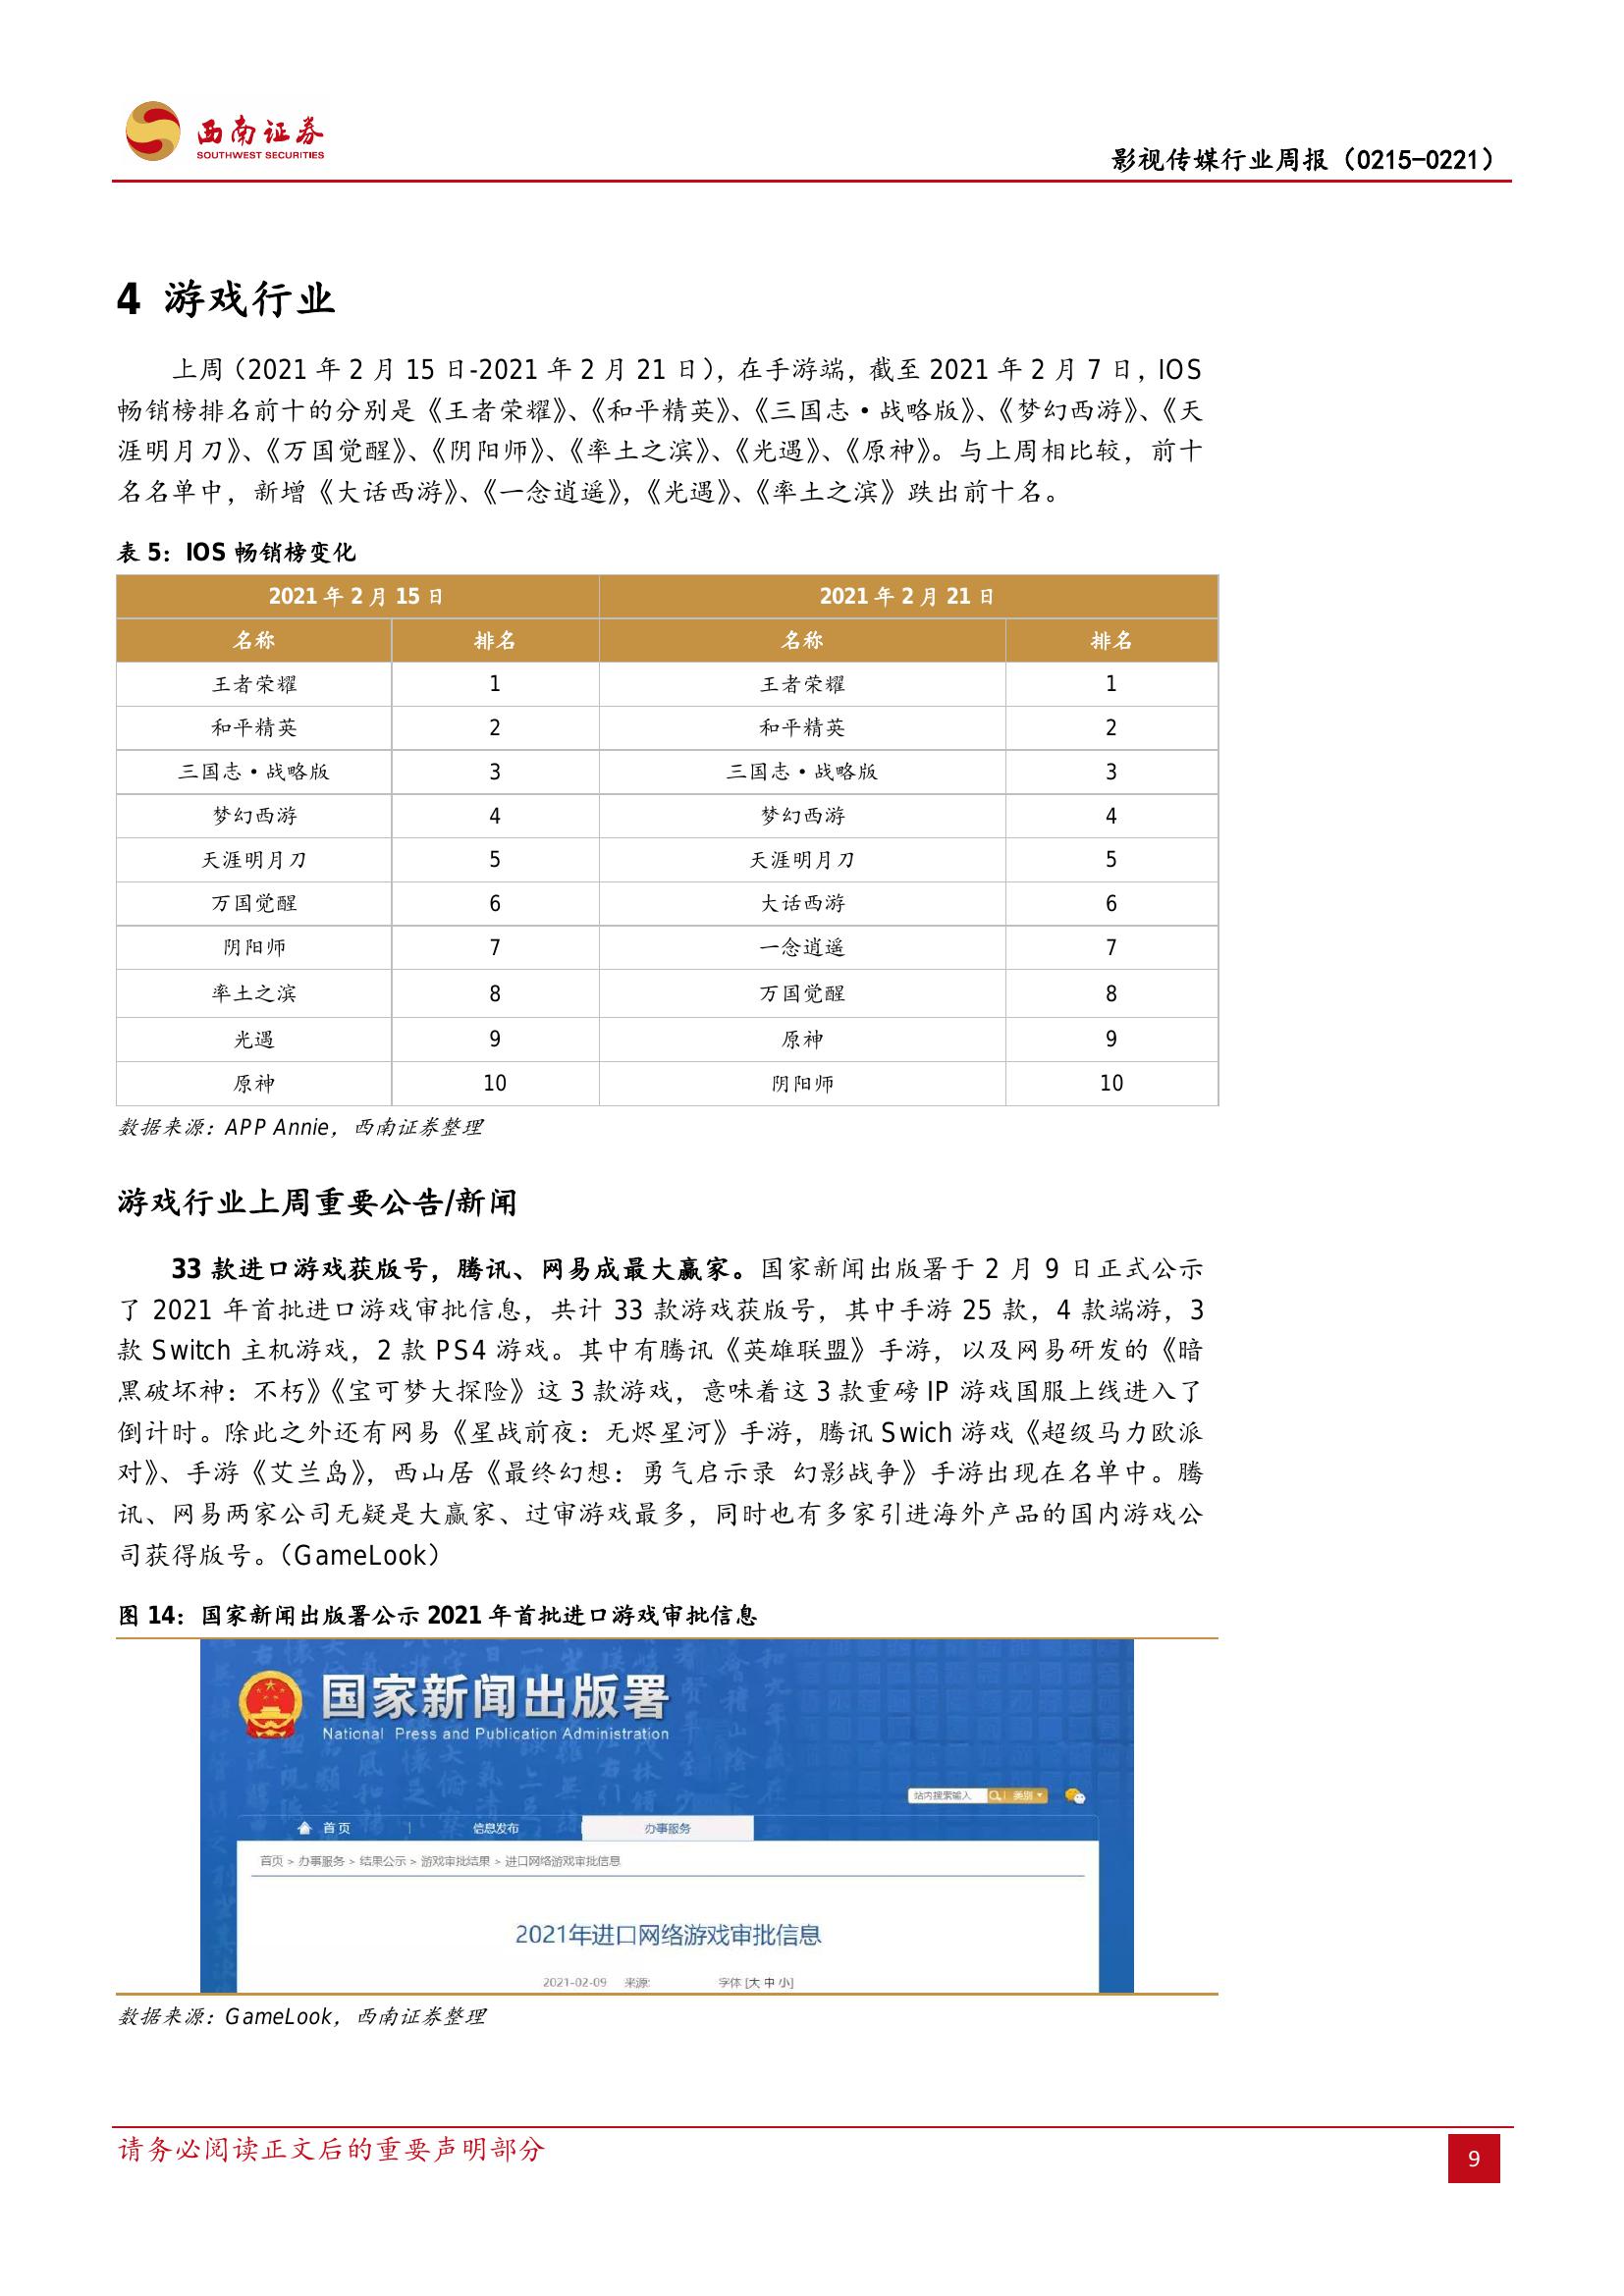 西南证券
SOUTHWEST SECURITIES
影视传媒行业周报（0215-0221）
4 游戏行业
上周（2021 年 2 月 15 日-2021 年 2 月 21 日），在手游端，截至 2021 年 2 月 7 日，IOS
畅销榜排名前十的分别是《王者荣耀》、《和平精英》、《三国志·战略版》、《梦幻西游》、《天
涯明月刀》、《万国觉醒》、《阴阳师》、《率土之滨》、《光遇》、《原神》。与上周相比较，前十
名名单中，新增《大话西游》、《一念逍遥》，《光遇》、《率土之滨》跌出前十名。
表 5：IOS 畅销榜变化
2021 年 2 月 15 日 2021 年 2 月 21 日
名称 排名 名称 排名
王者荣耀 1 王者荣耀 1
和平精英 2 和平精英 2
三国志·战略版 3 三国志·战略版 3
梦幻西游 4 梦幻西游 4
天涯明月刀 5 天涯明月刀 5
万国觉醒 6 大话西游 6
阴阳师 7 一念逍遥 7
率土之滨 8 万国觉醒 8
光遇 9 原神 9
原神 10 阴阳师 10
数据来源：APP Annie，西南证券整理
游戏行业上周重要公告/新闻
33 款进口游戏获版号，腾讯、网易成最大赢家。国家新闻出版署于 2 月 9 日正式公示
了 2021 年首批进口游戏审批信息，共计 33 款游戏获版号，其中手游 25 款，4 款端游，3
款 Switch 主机游戏，2 款 PS4 游戏。其中有腾讯《英雄联盟》手游，以及网易研发的《暗
黑破坏神：不朽》《宝可梦大探险》这 3 款游戏，意味着这 3 款重磅 IP 游戏国服上线进入了
倒计时。除此之外还有网易《星战前夜：无烬星河》手游，腾讯 Swich 游戏《超级马力欧派
对》、手游《艾兰岛》，西山居《最终幻想：勇气启示录 幻影战争》手游出现在名单中。腾
讯、网易两家公司无疑是大赢家、过审游戏最多，同时也有多家引进海外产品的国内游戏公
司获得版号。（GameLook）
图 14：国家新闻出版署公示 2021 年首批进口游戏审批信息
国家新闻出版署
National Press and Publication Administration
站内搜索输入 类别
首页 信息发布 办事服务
首页 > 办事服务 > 结果公示 > 游戏审批结果 > 进口网络游戏审批信息
2021年进口网络游戏审批信息
2021-02-09 来源: 字体 [大 中 小]
数据来源：GameLook，西南证券整理
请务必阅读正文后的重要声明部分
9